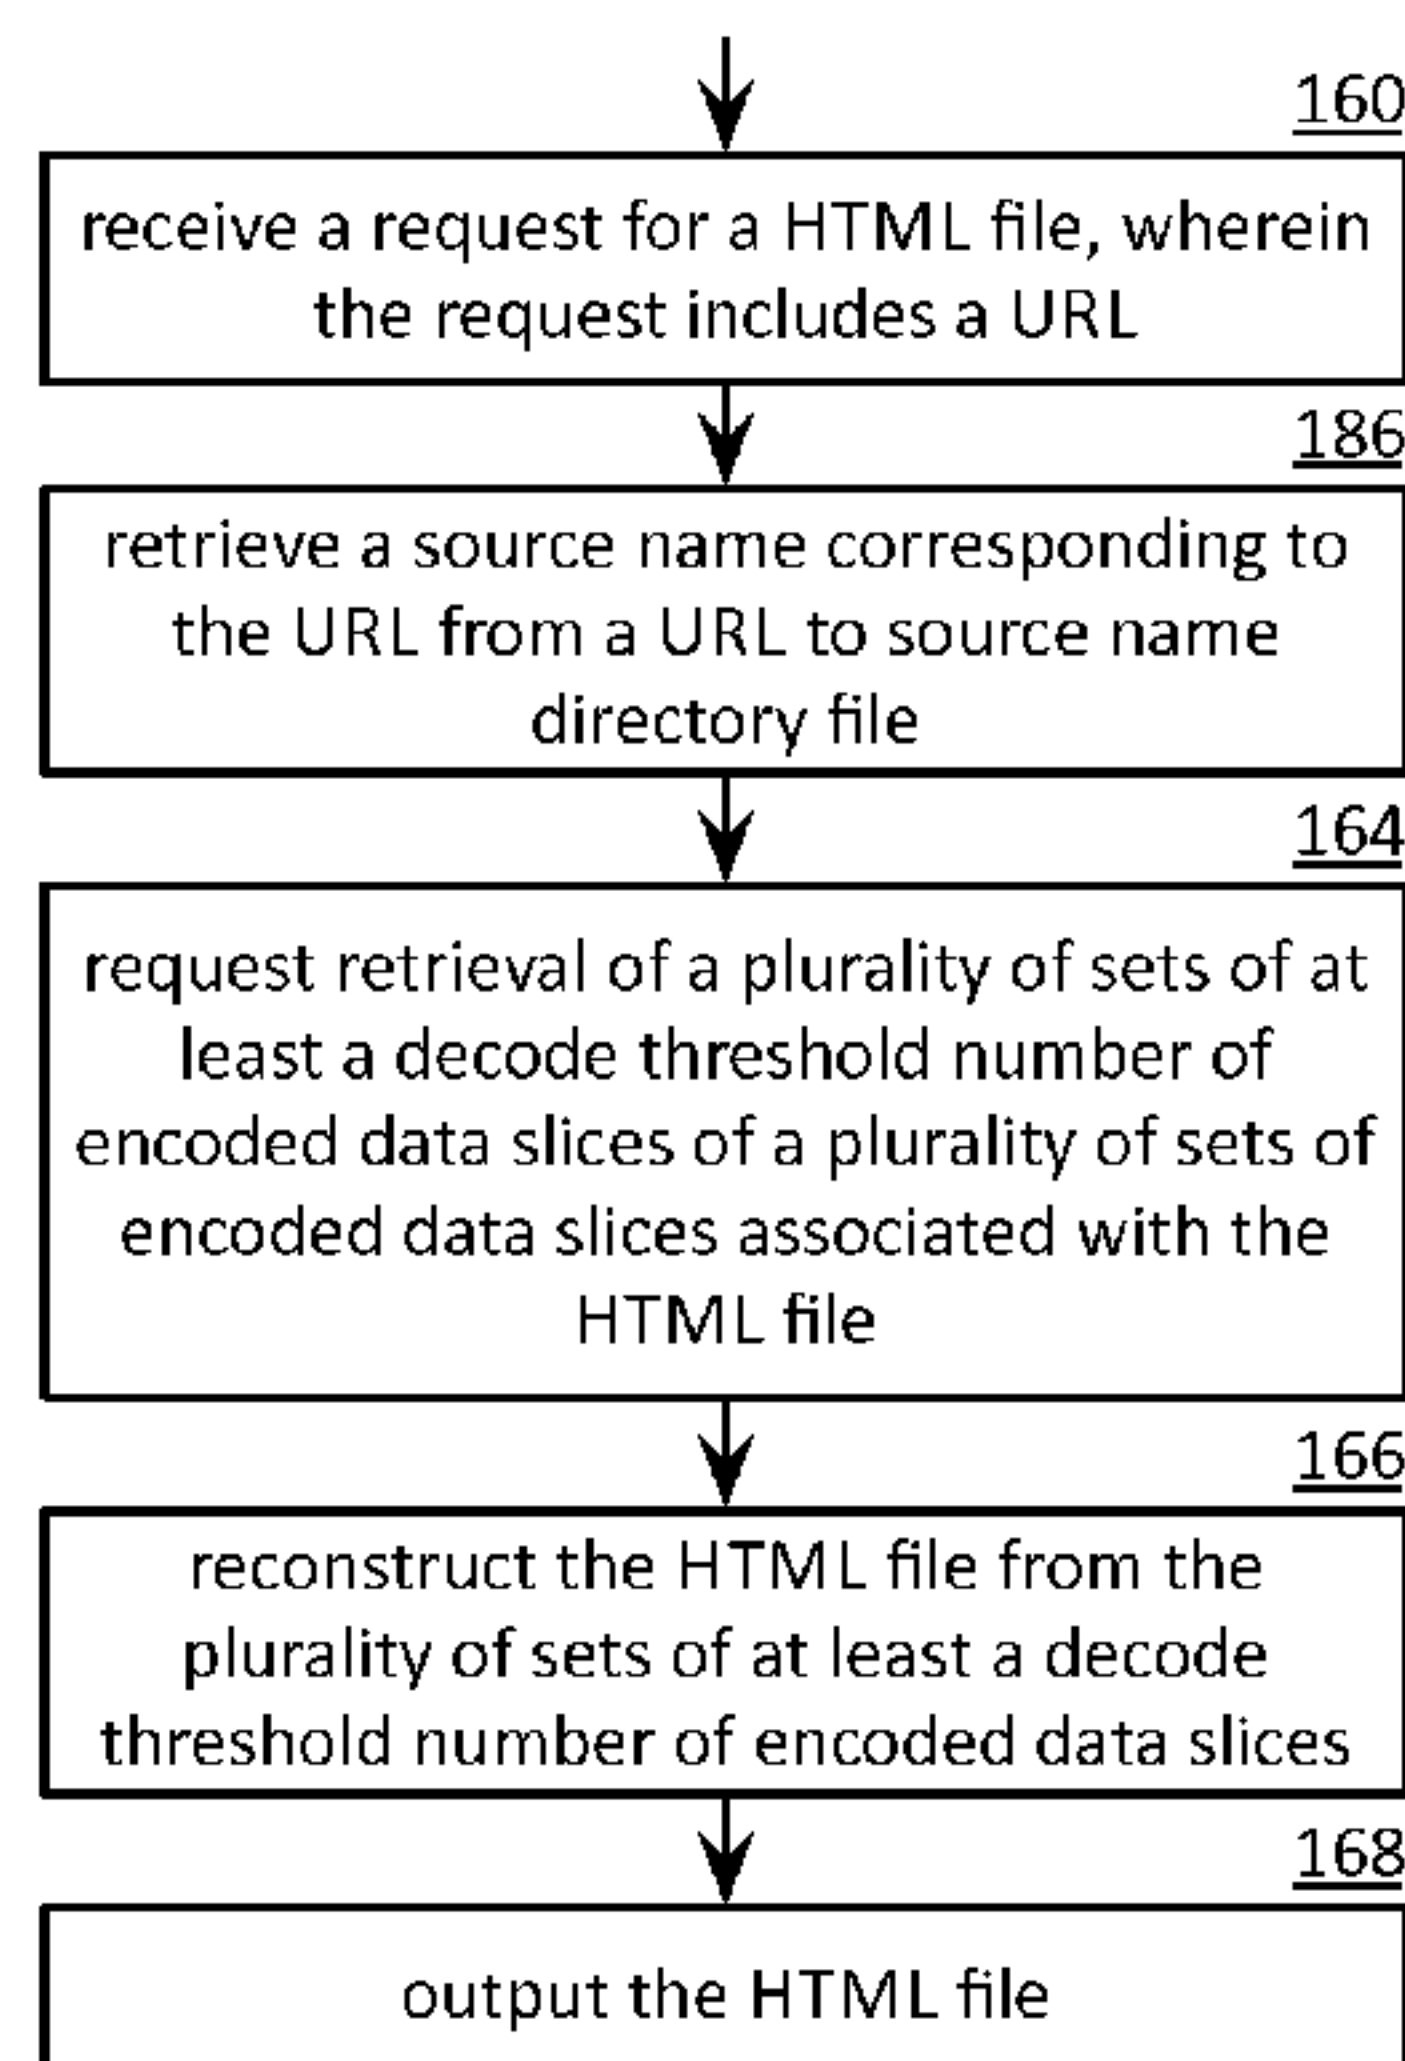 160
receive a request for a HTML file, wherein
the request includes a URL
186
retrieve a source name corresponding to
the URL from a URL to source name
directory file
164
request retrieval of a plurality of sets of at
least a decode threshold number of
encoded data slices of a plurality of sets of
encoded data slices associated with the
HTML file
166
reconstruct the HTML file from the
plurality of sets of at least a decode
threshold number of encoded data slices
168
output the HTML file